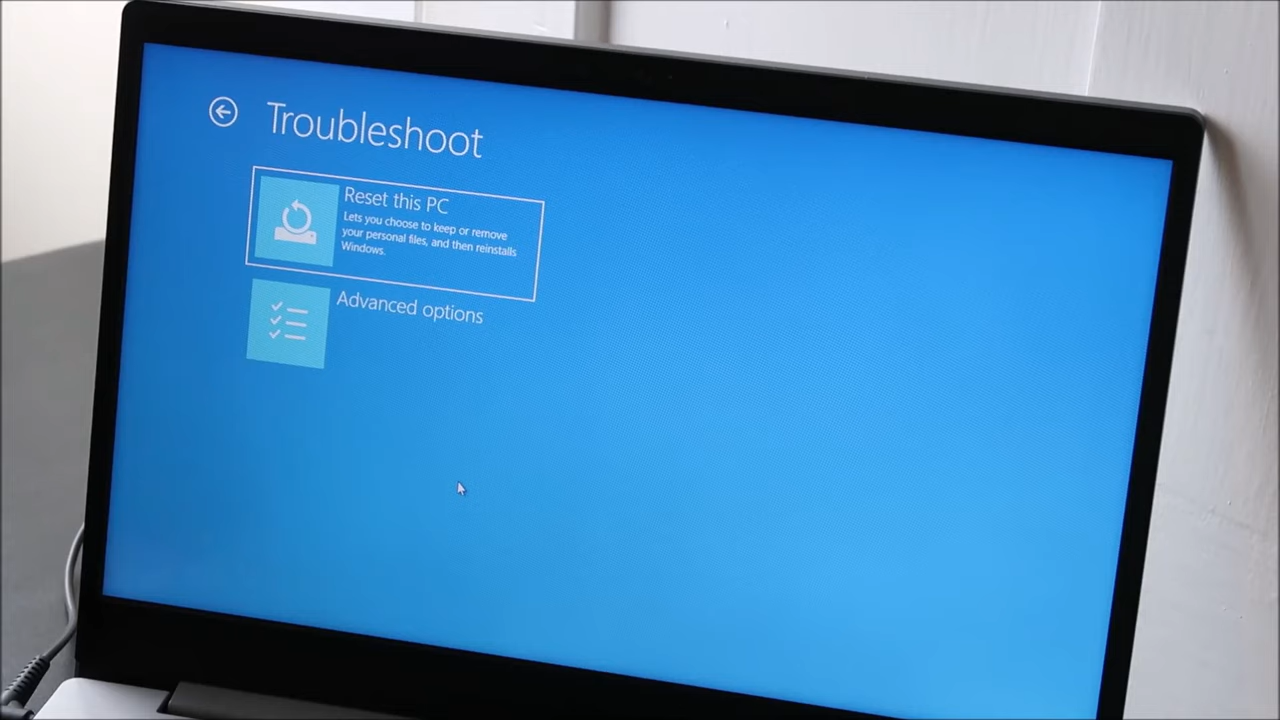 Troubleshoot
Reset this PC
Lets you choose to keep or remove
your personal files, and then reinstalls
Windows.
Advanced options